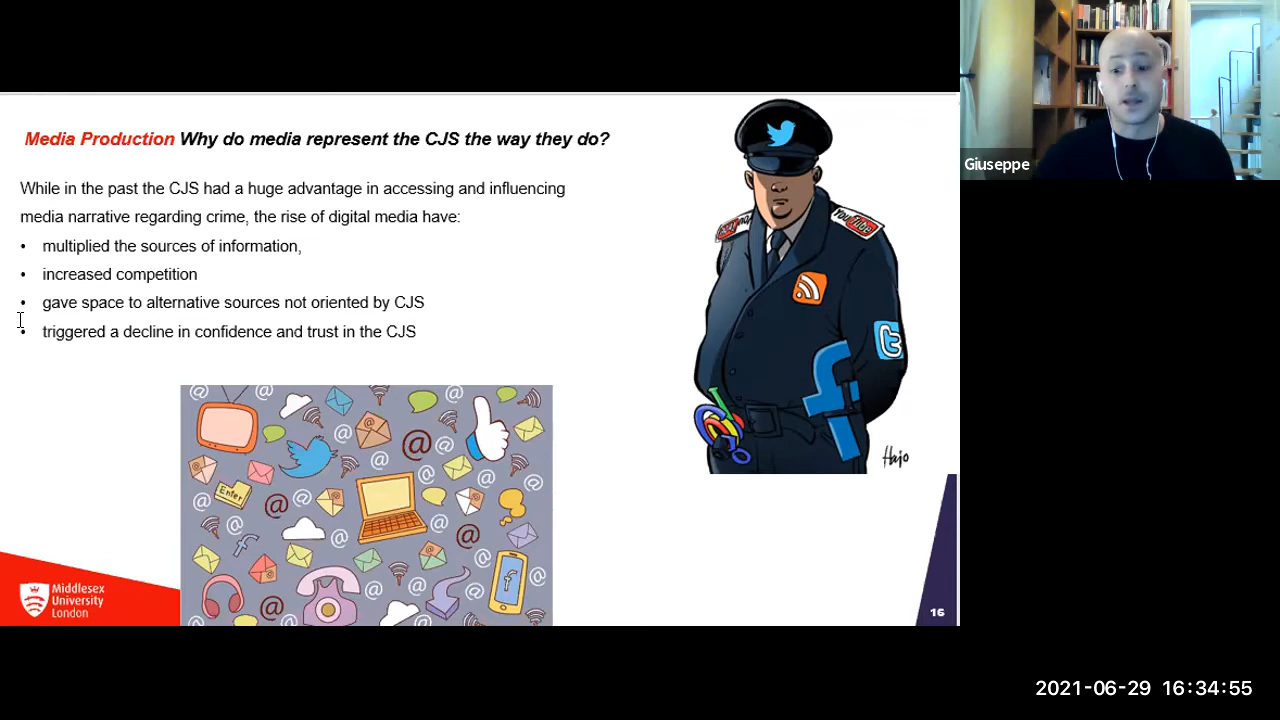 Media Production Why do media represent the CJS the way they do?
While in the past the CJS had a huge advantage in accessing and influencing
media narrative regarding crime, the rise of digital media have:
• multiplied the sources of information,
• increased competition
• gave space to alternative sources not oriented by CJS
• triggered a decline in confidence and trust in the CJS
YouTube
Hajo
Enter
Middlesex
University
London
16
Giuseppe
2021-06-29 16:34:55